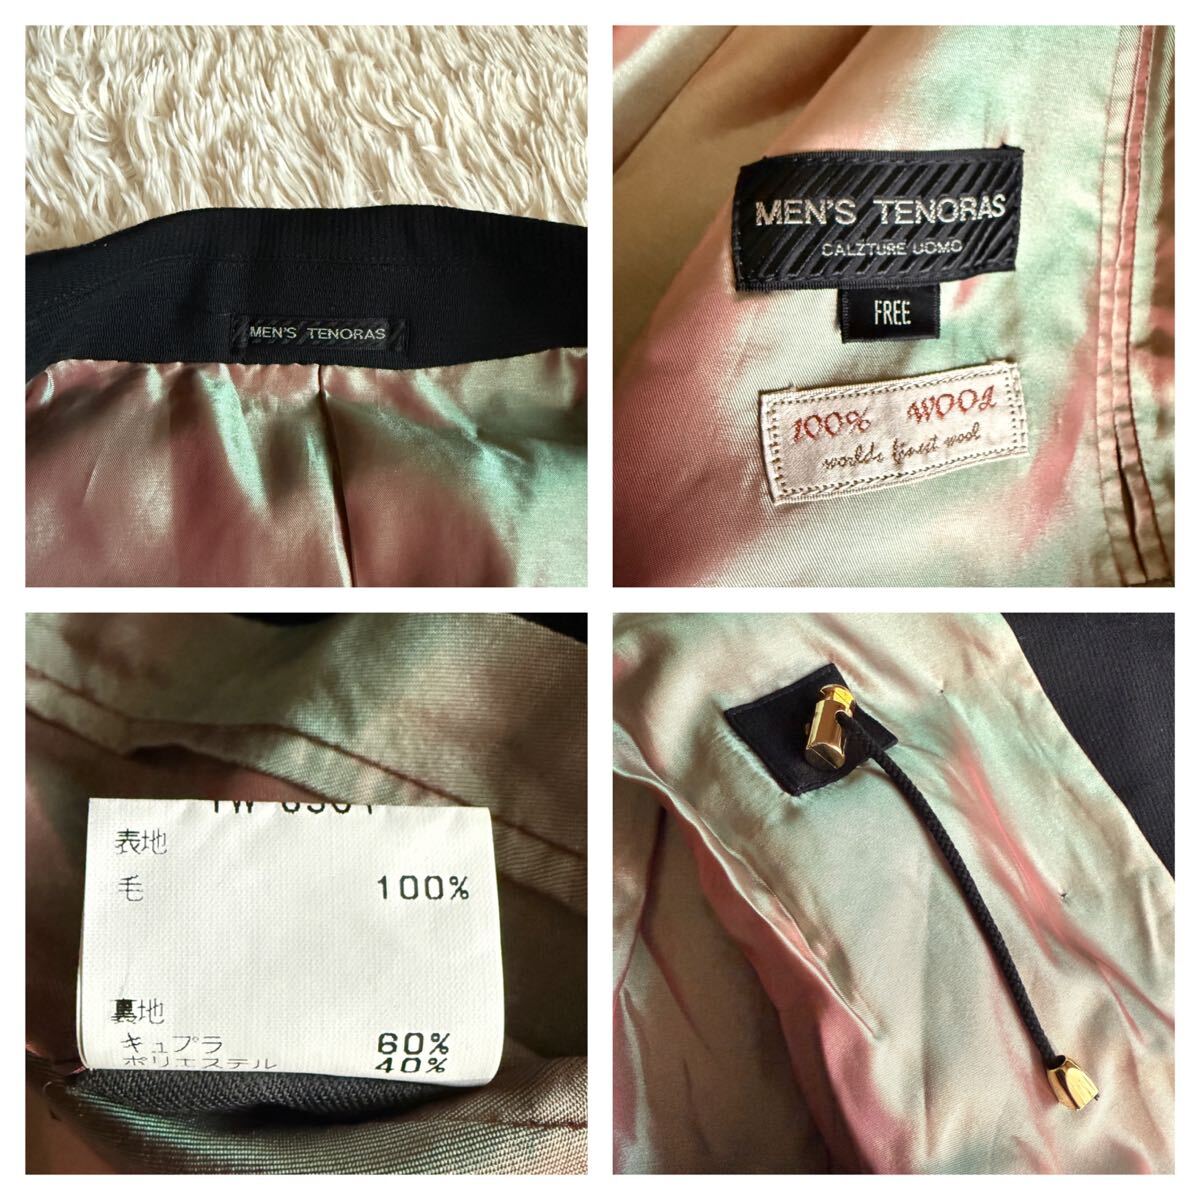 MEN'S TENORAS
MEN'S TENORAS
CALZTURE UOMO
FREE
100% WOOL
world's finest wool
表地
毛 100%
裏地
キュプラ 60%
ポリエステル 40%